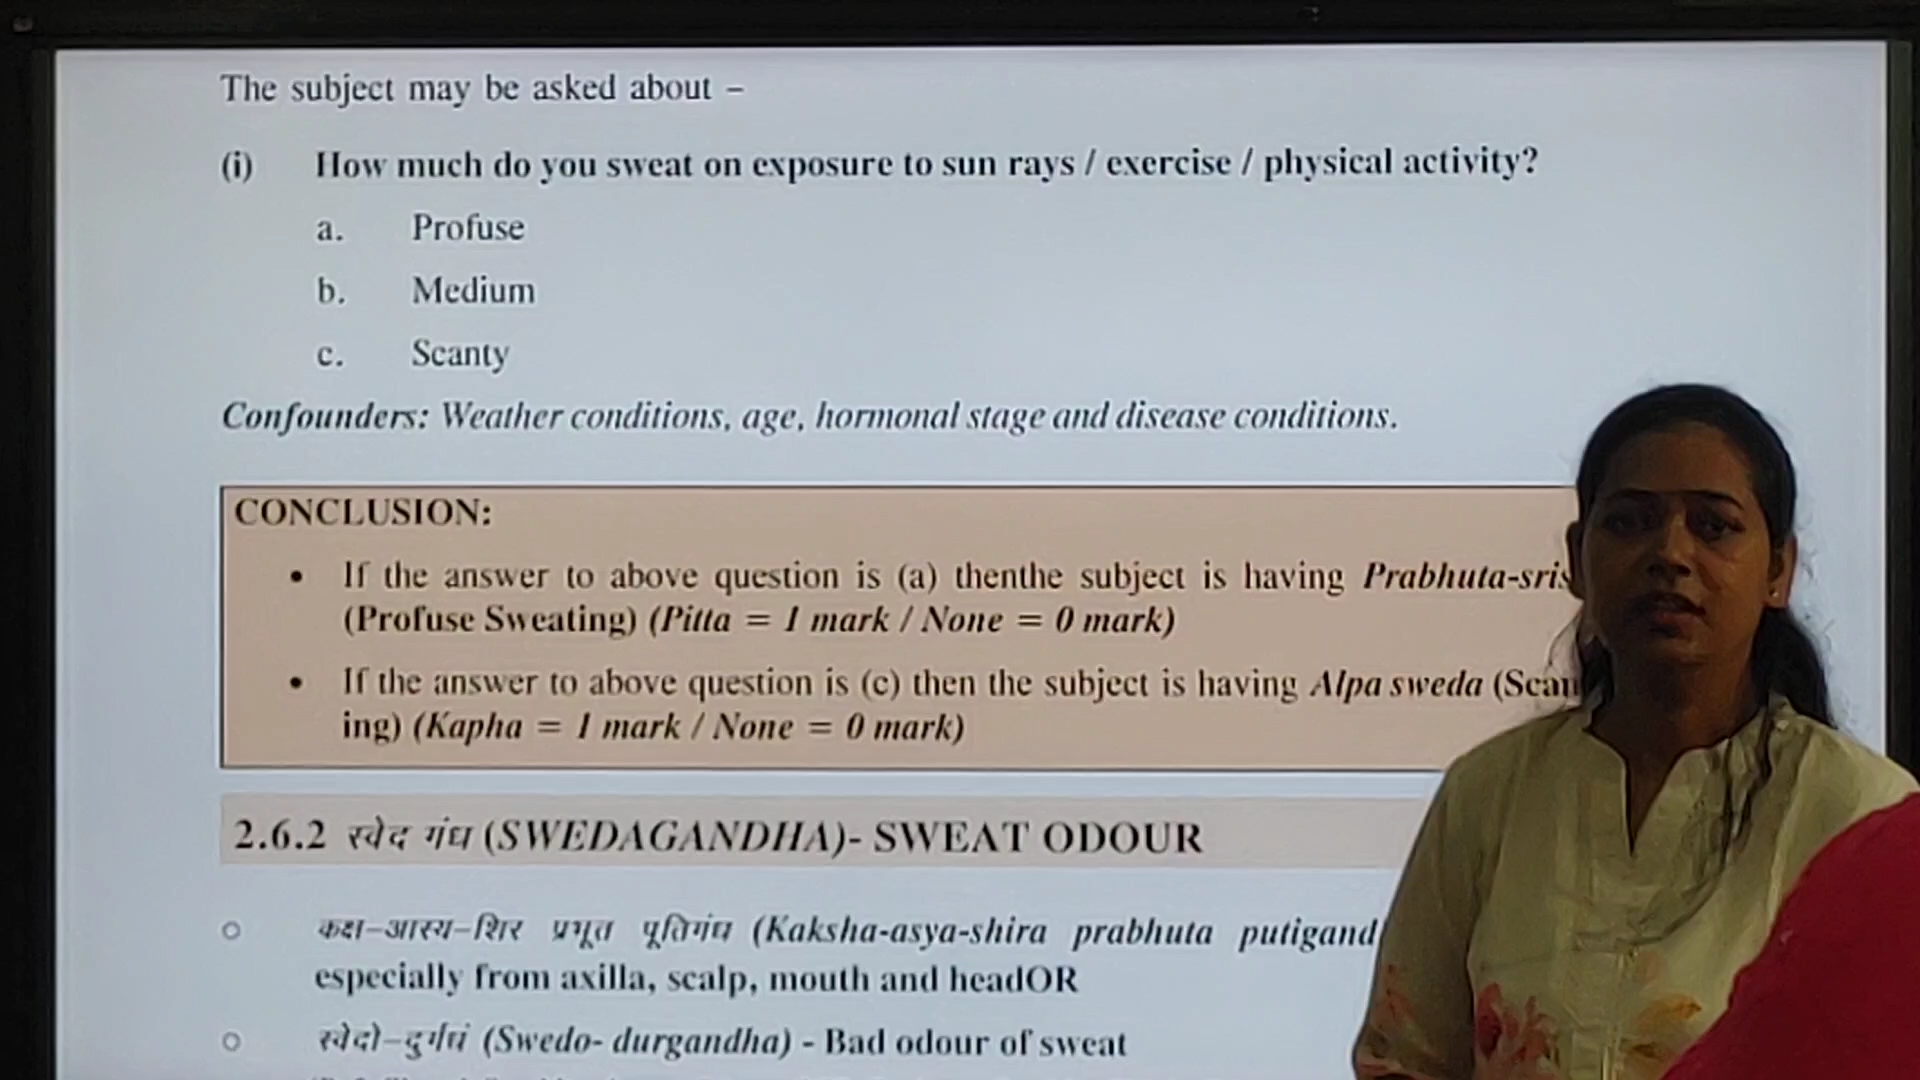 The subject may be asked about –
(i) How much do you sweat on exposure to sun rays / exercise / physical activity?
a. Profuse
b. Medium
c. Scanty
Confounders: Weather conditions, age, hormonal stage and disease conditions.
CONCLUSION:
• If the answer to above question is (a) thenthe subject is having Prabhuta-sris
(Profuse Sweating) (Pitta = 1 mark / None = 0 mark)
• If the answer to above question is (c) then the subject is having Alpa sweda (Scan
ing) (Kapha = 1 mark / None = 0 mark)
2.6.2 स्वेद गंध (SWEDAGANDHA)- SWEAT ODOUR
○ कक्ष–आस्य–शिर प्रभूत पूतिगंध (Kaksha-asya-shira prabhuta putigand
especially from axilla, scalp, mouth and headOR
○ स्वेदो–दुर्गंधं (Swedo- durgandha) - Bad odour of sweat